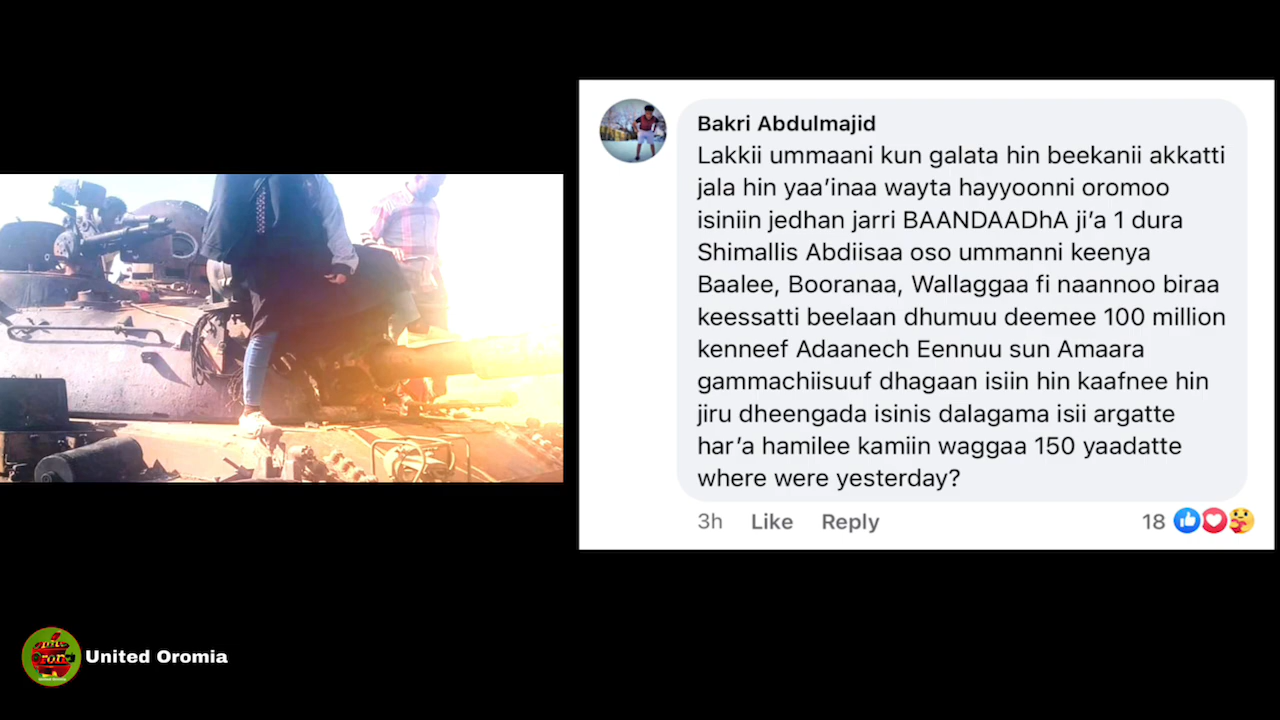 Bakri Abdulmajid
Lakkii ummaani kun galata hin beekanii akkatti
jala hin yaa’inaa wayta hayyoonni oromoo
isiniin jedhan jarri BAANDAADhA ji’a 1 dura
Shimallis Abdiisaa oso ummanni keenya
Baalee, Booranaa, Wallaggaa fi naannoo biraa
keessatti beelaan dhumuu deemee 100 million
kenneef Adaanech Eennuu sun Amaara
gammachiisuuf dhagaan isiin hin kaafnee hin
jiru dheengada isinis dalagama isii argatte
har’a hamilee kamiin waggaa 150 yaadatte
where were yesterday?
3h Like Reply 18
United Oromia